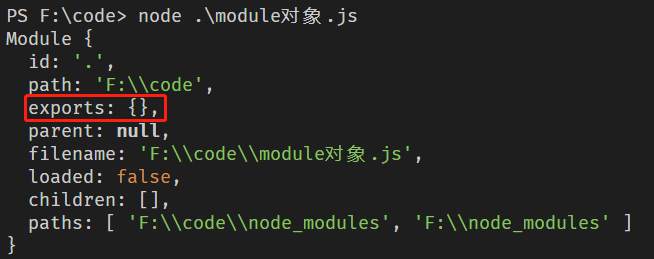 PS F:\code> node .\module对象.js
Module {
  id: '.',
  path: 'F:\\code',
  exports: {},
  parent: null,
  filename: 'F:\\code\\module对象.js',
  loaded: false,
  children: [],
  paths: [ 'F:\\code\\node_modules', 'F:\\node_modules' ]
}